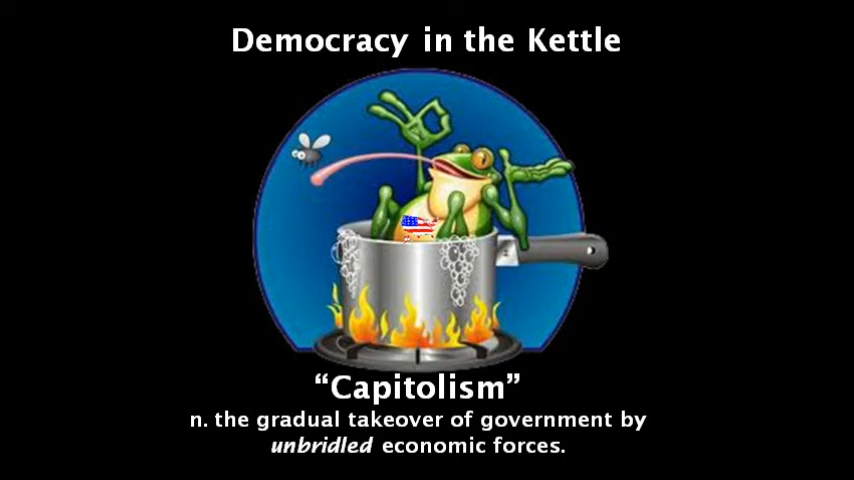 Democracy in the Kettle
“Capitolism”
n. the gradual takeover of government by
unbridled economic forces.